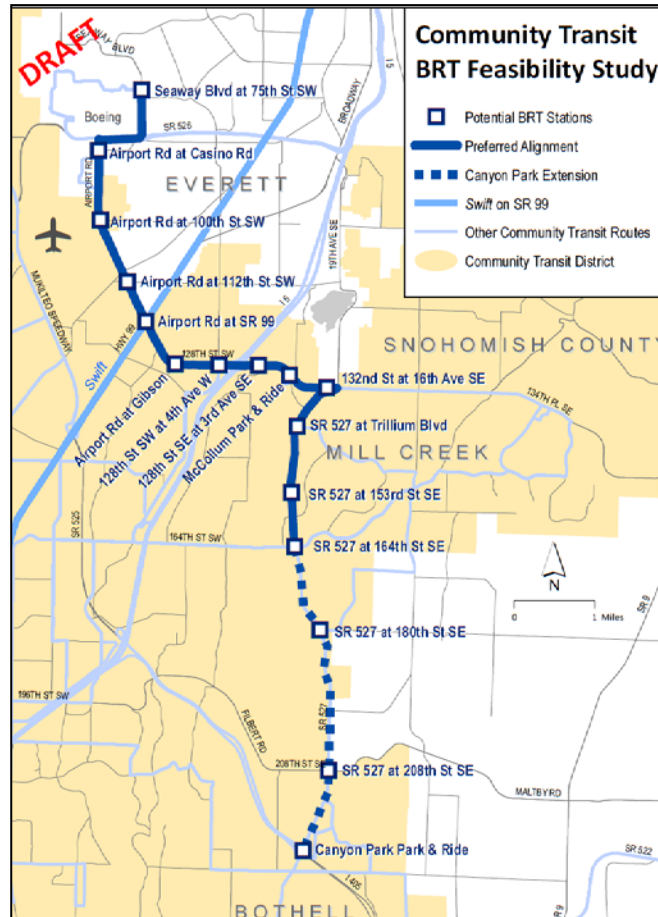 DRAFT
Community Transit
BRT Feasibility Study
Potential BRT Stations
Preferred Alignment
Canyon Park Extension
Swift on SR 99
Other Community Transit Routes
Community Transit District
SEAWAY BLVD
Seaway Blvd at 75th St SW
Boeing
SR 526
BROADWAY
I 5
Airport Rd at Casino Rd
AIRPORT RD
EVERETT
19TH AVE SE
Airport Rd at 100th St SW
Airport Rd at 112th St SW
MUKILTEO SPEEDWAY
HWY 99
I 5
Airport Rd at SR 99
SNOHOMISH COUNTY
128TH ST SW
Swift
Airport Rd at Gibson
128th St SW at 4th Ave W
128th St SE at 3rd Ave SE
McCollum Park & Ride
132nd St at 16th Ave SE
134TH PL SE
SR 527 at Trillium Blvd
MILL CREEK
SR 527 at 153rd St SE
SR 525
164TH ST SW
SR 527 at 164th St SE
N
0 1 Miles
SR 527 at 180th St SE
SR 9
196TH ST SW
FILBERT RD
SR 527
208TH ST S
SR 527 at 208th St SE
MALTBY RD
Canyon Park Park & Ride
SR 522
I 405
SR 9
BOTHELL